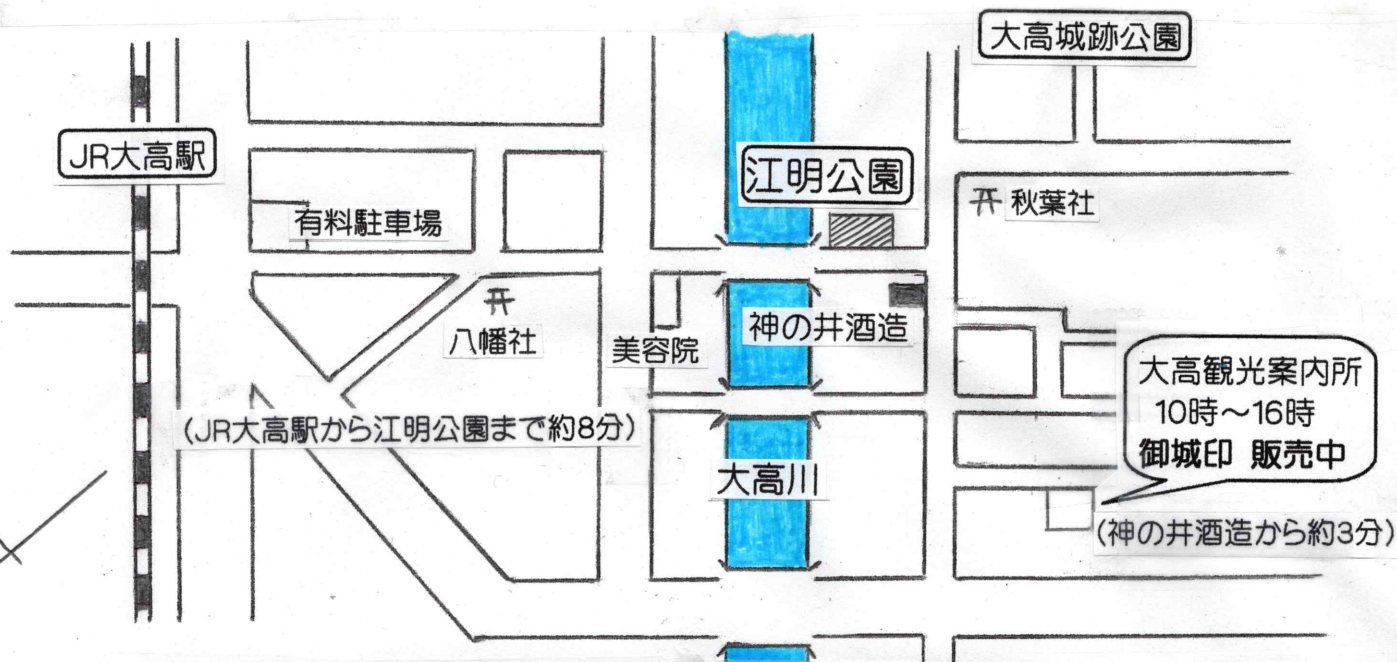 大高城跡公園
JR大高駅
江明公園
有料駐車場
秋葉社
八幡社
美容院
神の井酒造
大高観光案内所
10時～16時
御城印 販売中
(JR大高駅から江明公園まで約8分)
大高川
(神の井酒造から約3分)